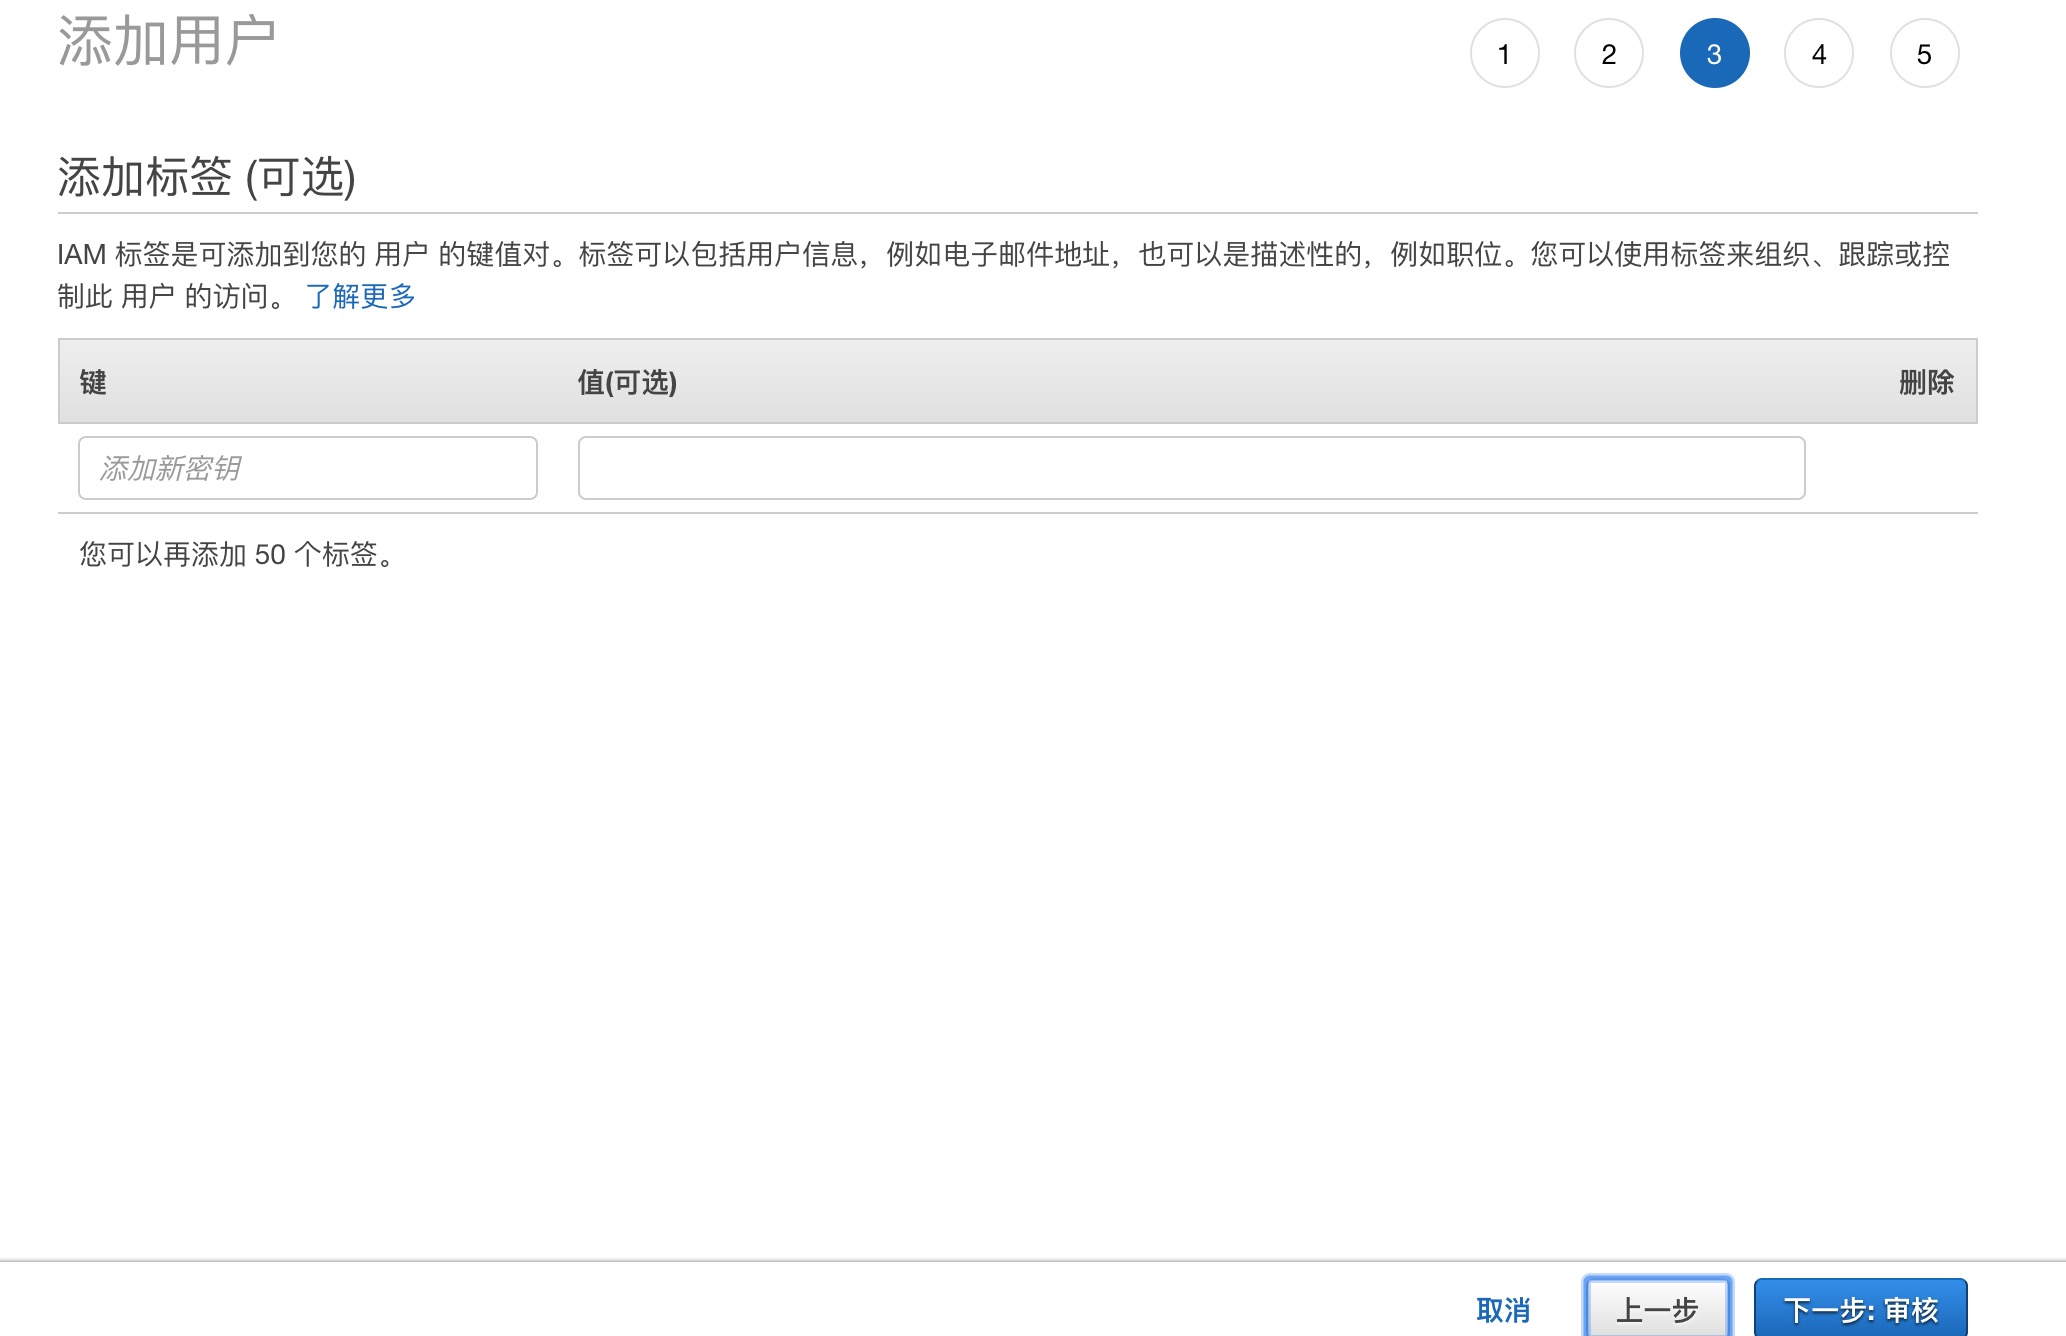 添加用户
1 2 3 4 5
添加标签 (可选)
IAM 标签是可添加到您的 用户 的键值对。标签可以包括用户信息，例如电子邮件地址，也可以是描述性的，例如职位。您可以使用标签来组织、跟踪或控
制此 用户 的访问。 了解更多
键 值(可选) 删除
添加新密钥
您可以再添加 50 个标签。
取消 上一步 下一步: 审核